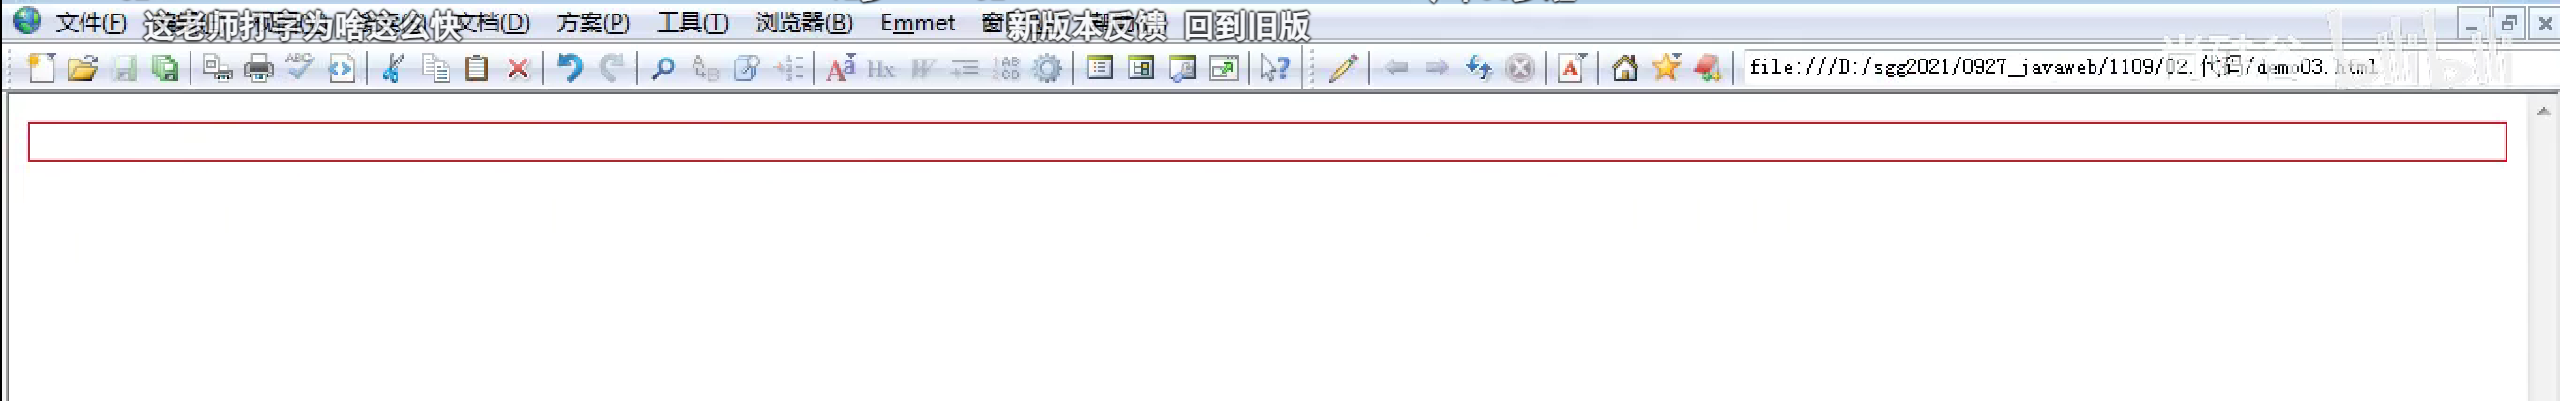 文件(F) 这老师打字为啥这么快 文档(D) 方案(P) 工具(T) 浏览器(B) Emmet 新版本反馈 回到旧版
file:///D:/sgg2021/0927_javaweb/1109/02.代码/demo03.html